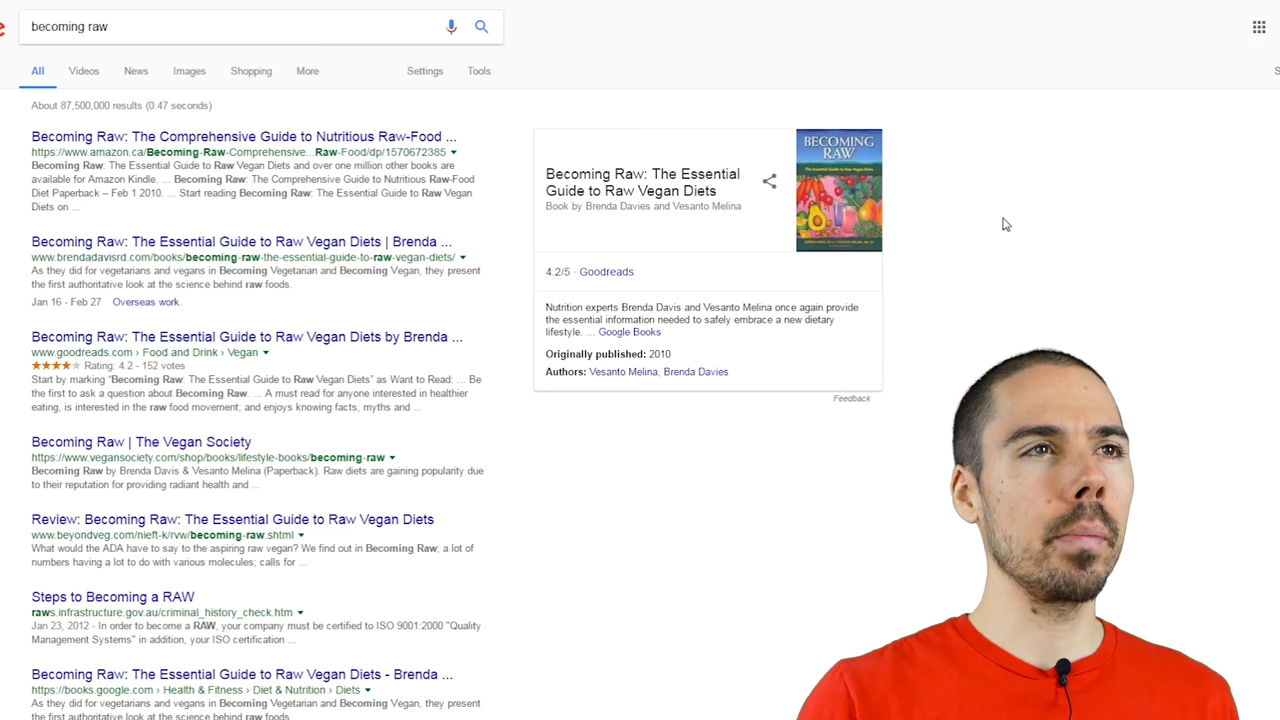 becoming raw
All Videos News Images Shopping More Settings Tools
About 87,500,000 results (0.47 seconds)
Becoming Raw: The Comprehensive Guide to Nutritious Raw-Food ...
https://www.amazon.ca/Becoming-Raw-Comprehensive...Raw-Food/dp/1570672385
Becoming Raw: The Essential Guide to Raw Vegan Diets and over one million other books are
available for Amazon Kindle. ... Becoming Raw: The Comprehensive Guide to Nutritious Raw-Food
Diet Paperback – Feb 1 2010. ... Start reading Becoming Raw: The Essential Guide to Raw Vegan
Diets on ...
Becoming Raw: The Essential Guide to Raw Vegan Diets | Brenda ...
www.brendadavisrd.com/books/becoming-raw-the-essential-guide-to-raw-vegan-diets/
As they did for vegetarians and vegans in Becoming Vegetarian and Becoming Vegan, they present
the first authoritative look at the science behind raw foods.
Jan 16 - Feb 27 Overseas work.
Becoming Raw: The Essential Guide to Raw Vegan Diets by Brenda ...
www.goodreads.com › Food and Drink › Vegan
Rating: 4.2 - 152 votes
Start by marking “Becoming Raw: The Essential Guide to Raw Vegan Diets” as Want to Read: ... Be
the first to ask a question about Becoming Raw. ... A must read for anyone interested in healthier
eating, is interested in the raw food movement; and enjoys knowing facts, myths and ...
Becoming Raw | The Vegan Society
https://www.vegansociety.com/shop/books/lifestyle-books/becoming-raw
Becoming Raw by Brenda Davis & Vesanto Melina (Paperback). Raw diets are gaining popularity due
to their reputation for providing radiant health and ...
Review: Becoming Raw: The Essential Guide to Raw Vegan Diets
www.beyondveg.com/nieft-k/rvw/becoming-raw.shtml
What would the ADA have to say to the aspiring raw vegan? We find out in Becoming Raw; a lot of
numbers having a lot to do with various molecules; calls for ...
Steps to Becoming a RAW
raws.infrastructure.gov.au/criminal_history_check.htm
Jan 23, 2012 - In order to become a RAW, your company must be certified to ISO 9001:2000 "Quality
Management Systems" in addition, your ISO certification ...
Becoming Raw: The Essential Guide to Raw Vegan Diets - Brenda ...
https://books.google.com › Health & Fitness › Diet & Nutrition › Diets
As they did for vegetarians and vegans in Becoming Vegetarian and Becoming Vegan, they present
the first authoritative look at the science behind raw foods.
Becoming Raw: The Essential
Guide to Raw Vegan Diets
Book by Brenda Davies and Vesanto Melina
BECOMING
RAW
The Essential Guide to Raw Vegan Diets
4.2/5 · Goodreads
Nutrition experts Brenda Davis and Vesanto Melina once again provide
the essential information needed to safely embrace a new dietary
lifestyle. ... Google Books
Originally published: 2010
Authors: Vesanto Melina, Brenda Davies
Feedback